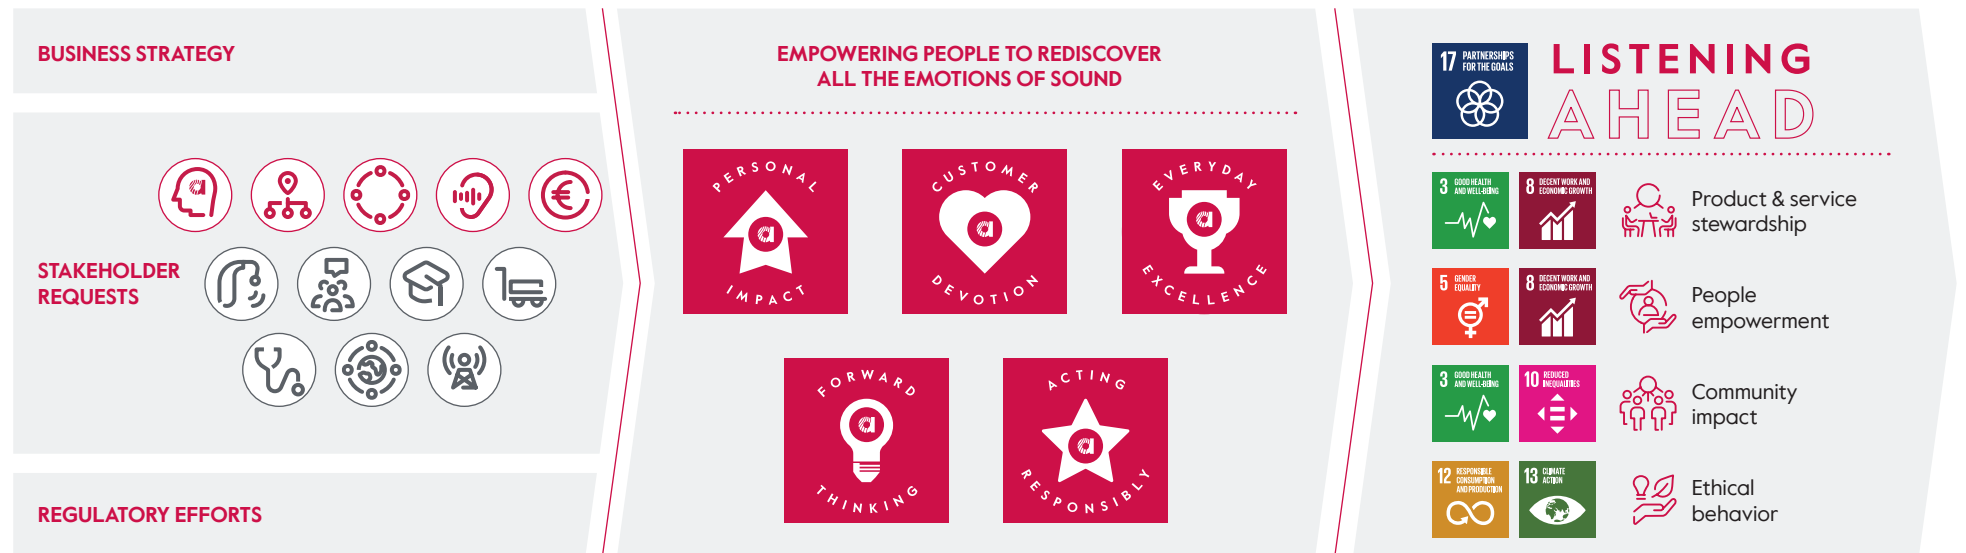 BUSINESS STRATEGY
STAKEHOLDER
REQUESTS
REGULATORY EFFORTS
EMPOWERING PEOPLE TO REDISCOVER
ALL THE EMOTIONS OF SOUND
PERSONAL
IMPACT
CUSTOMER
DEVOTION
EVERYDAY
EXCELLENCE
FORWARD
THINKING
ACTING
RESPONSIBLY
17 PARTNERSHIPS
FOR THE GOALS
LISTENING
AHEAD
3 GOOD HEALTH
AND WELL-BEING
8 DECENT WORK AND
ECONOMIC GROWTH
Product & service
stewardship
5 GENDER
EQUALITY
8 DECENT WORK AND
ECONOMIC GROWTH
People
empowerment
3 GOOD HEALTH
AND WELL-BEING
10 REDUCED
INEQUALITIES
Community
impact
12 RESPONSIBLE
CONSUMPTION
AND PRODUCTION
13 CLIMATE
ACTION
Ethical
behavior